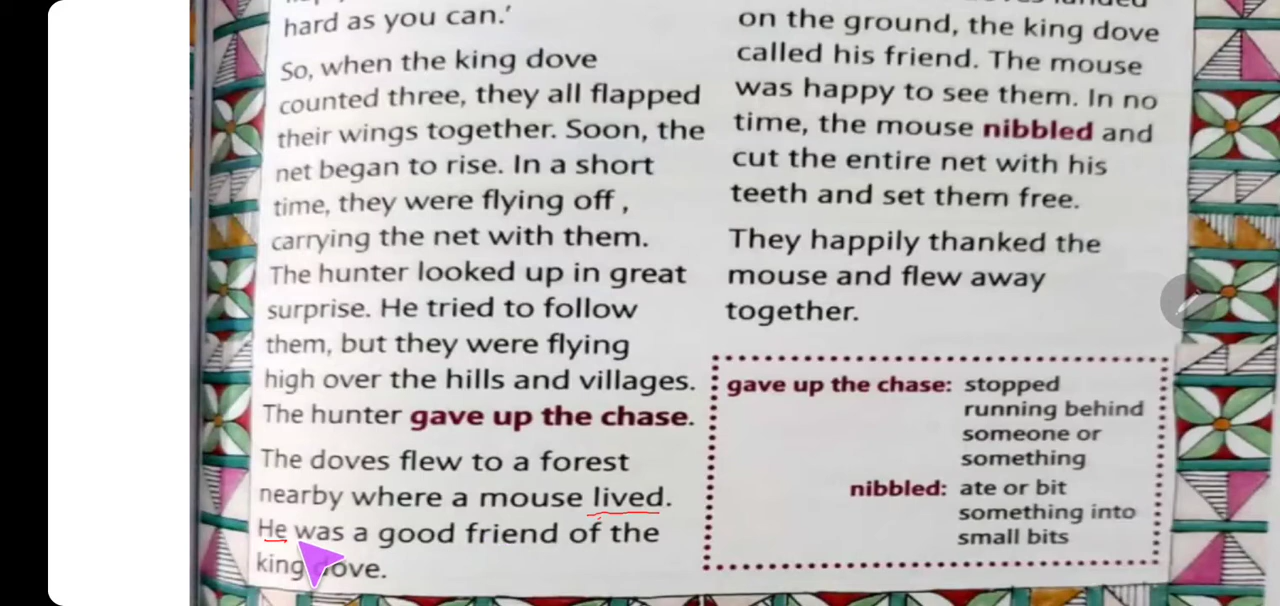 hard as you can.'
So, when the king dove
counted three, they all flapped
their wings together. Soon, the
net began to rise. In a short
time, they were flying off ,
carrying the net with them.
The hunter looked up in great
surprise. He tried to follow
them, but they were flying
high over the hills and villages.
The hunter gave up the chase.
The doves flew to a forest
nearby where a mouse lived.
He was a good friend of the
king dove.
on the ground, the king dove
called his friend. The mouse
was happy to see them. In no
time, the mouse nibbled and
cut the entire net with his
teeth and set them free.
They happily thanked the
mouse and flew away
together.
gave up the chase: stopped
running behind
someone or
something
nibbled: ate or bit
something into
small bits